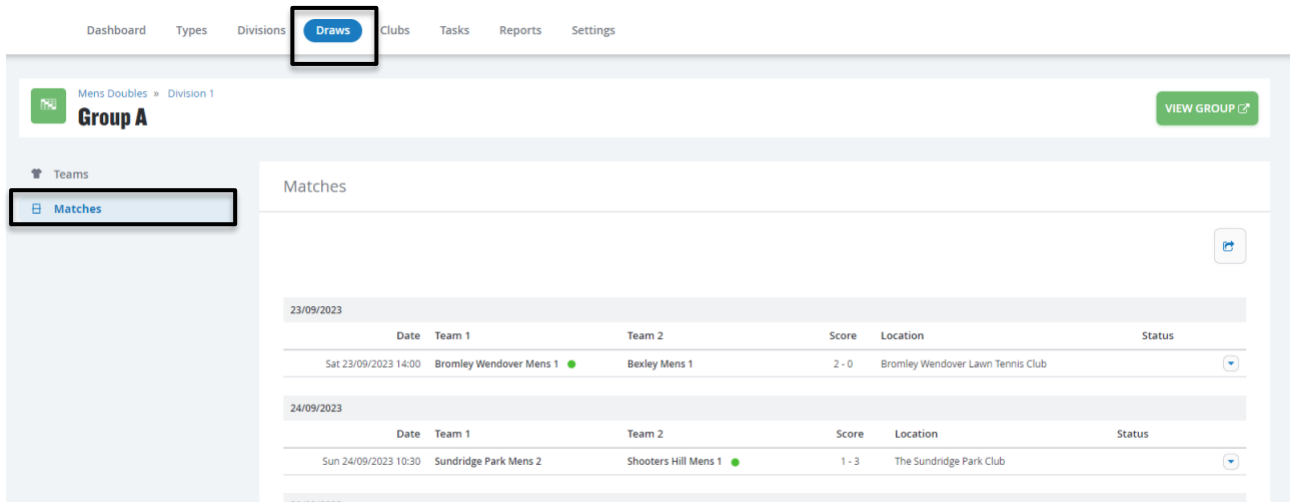 Dashboard Types Divisions Draws Clubs Tasks Reports Settings
Mens Doubles » Division 1
Group A
VIEW GROUP
Teams
Matches
Matches
23/09/2023
Date Team 1 Team 2 Score Location Status
Sat 23/09/2023 14:00 Bromley Wendover Mens 1 Bexley Mens 1 2 - 0 Bromley Wendover Lawn Tennis Club
24/09/2023
Date Team 1 Team 2 Score Location Status
Sun 24/09/2023 10:30 Sundridge Park Mens 2 Shooters Hill Mens 1 1 - 3 The Sundridge Park Club